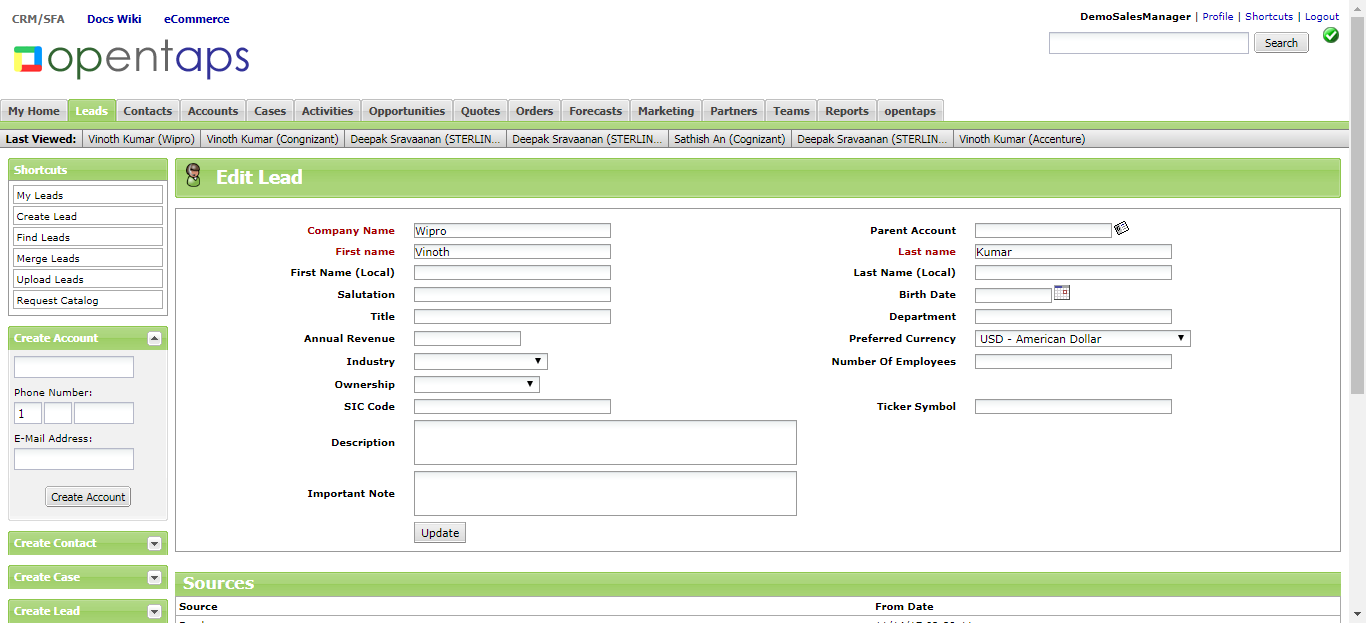 CRM/SFA Docs Wiki eCommerce
DemoSalesManager | Profile | Shortcuts | Logout
opentaps
Search
My Home Leads Contacts Accounts Cases Activities Opportunities Quotes Orders Forecasts Marketing Partners Teams Reports opentaps
Last Viewed: Vinoth Kumar (Wipro) Vinoth Kumar (Congnizant) Deepak Sravaanan (STERLIN... Deepak Sravaanan (STERLIN... Sathish An (Cognizant) Deepak Sravaanan (STERLIN... Vinoth Kumar (Accenture)
Shortcuts
My Leads
Create Lead
Find Leads
Merge Leads
Upload Leads
Request Catalog
Create Account
Phone Number:
1
E-Mail Address:
Create Account
Create Contact
Create Case
Create Lead
Edit Lead
Company Name Wipro Parent Account
First name Vinoth Last name Kumar
First Name (Local) Last Name (Local)
Salutation Birth Date
Title Department
Annual Revenue Preferred Currency USD - American Dollar
Industry Number Of Employees
Ownership
SIC Code Ticker Symbol
Description
Important Note
Update
Sources
Source From Date